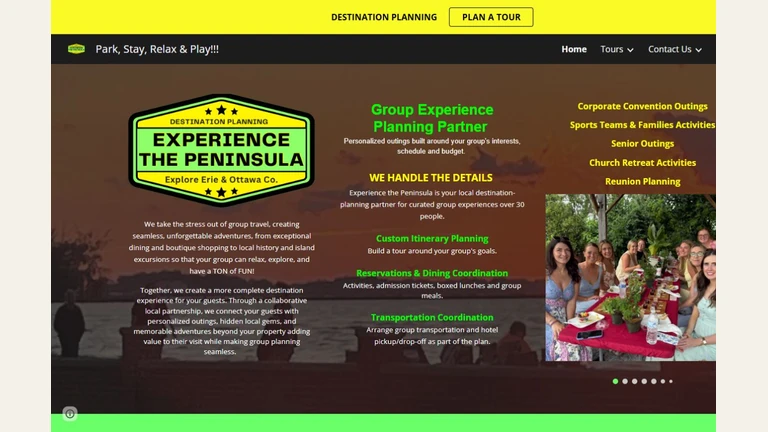 DESTINATION PLANNING
PLAN A TOUR
Park, Stay, Relax & Play!!!
Home
Tours
Contact Us
DESTINATION PLANNING
EXPERIENCE
THE PENINSULA
Explore Erie & Ottawa Co.
We take the stress out of group travel, creating
seamless, unforgettable adventures, from exceptional
dining and boutique shopping to local history and island
excursions so that your group can relax, explore, and
have a TON of FUN!
Together, we create a more complete destination
experience for your guests. Through a collaborative
local partnership, we connect your guests with
personalized outings, hidden local gems, and
memorable adventures beyond your property adding
value to their visit while making group planning
seamless.
Group Experience
Planning Partner
Personalized outings built around your group's interests,
schedule and budget.
WE HANDLE THE DETAILS
Experience the Peninsula is your local destination-
planning partner for curated group experiences over 30
people.
Custom Itinerary Planning
Build a tour around your group's goals.
Reservations & Dining Coordination
Activities, admission tickets, boxed lunches and group
meals.
Transportation Coordination
Arrange group transportation and hotel
pickup/drop-off as part of the plan.
Corporate Convention Outings
Sports Teams & Families Activities
Senior Outings
Church Retreat Activities
Reunion Planning